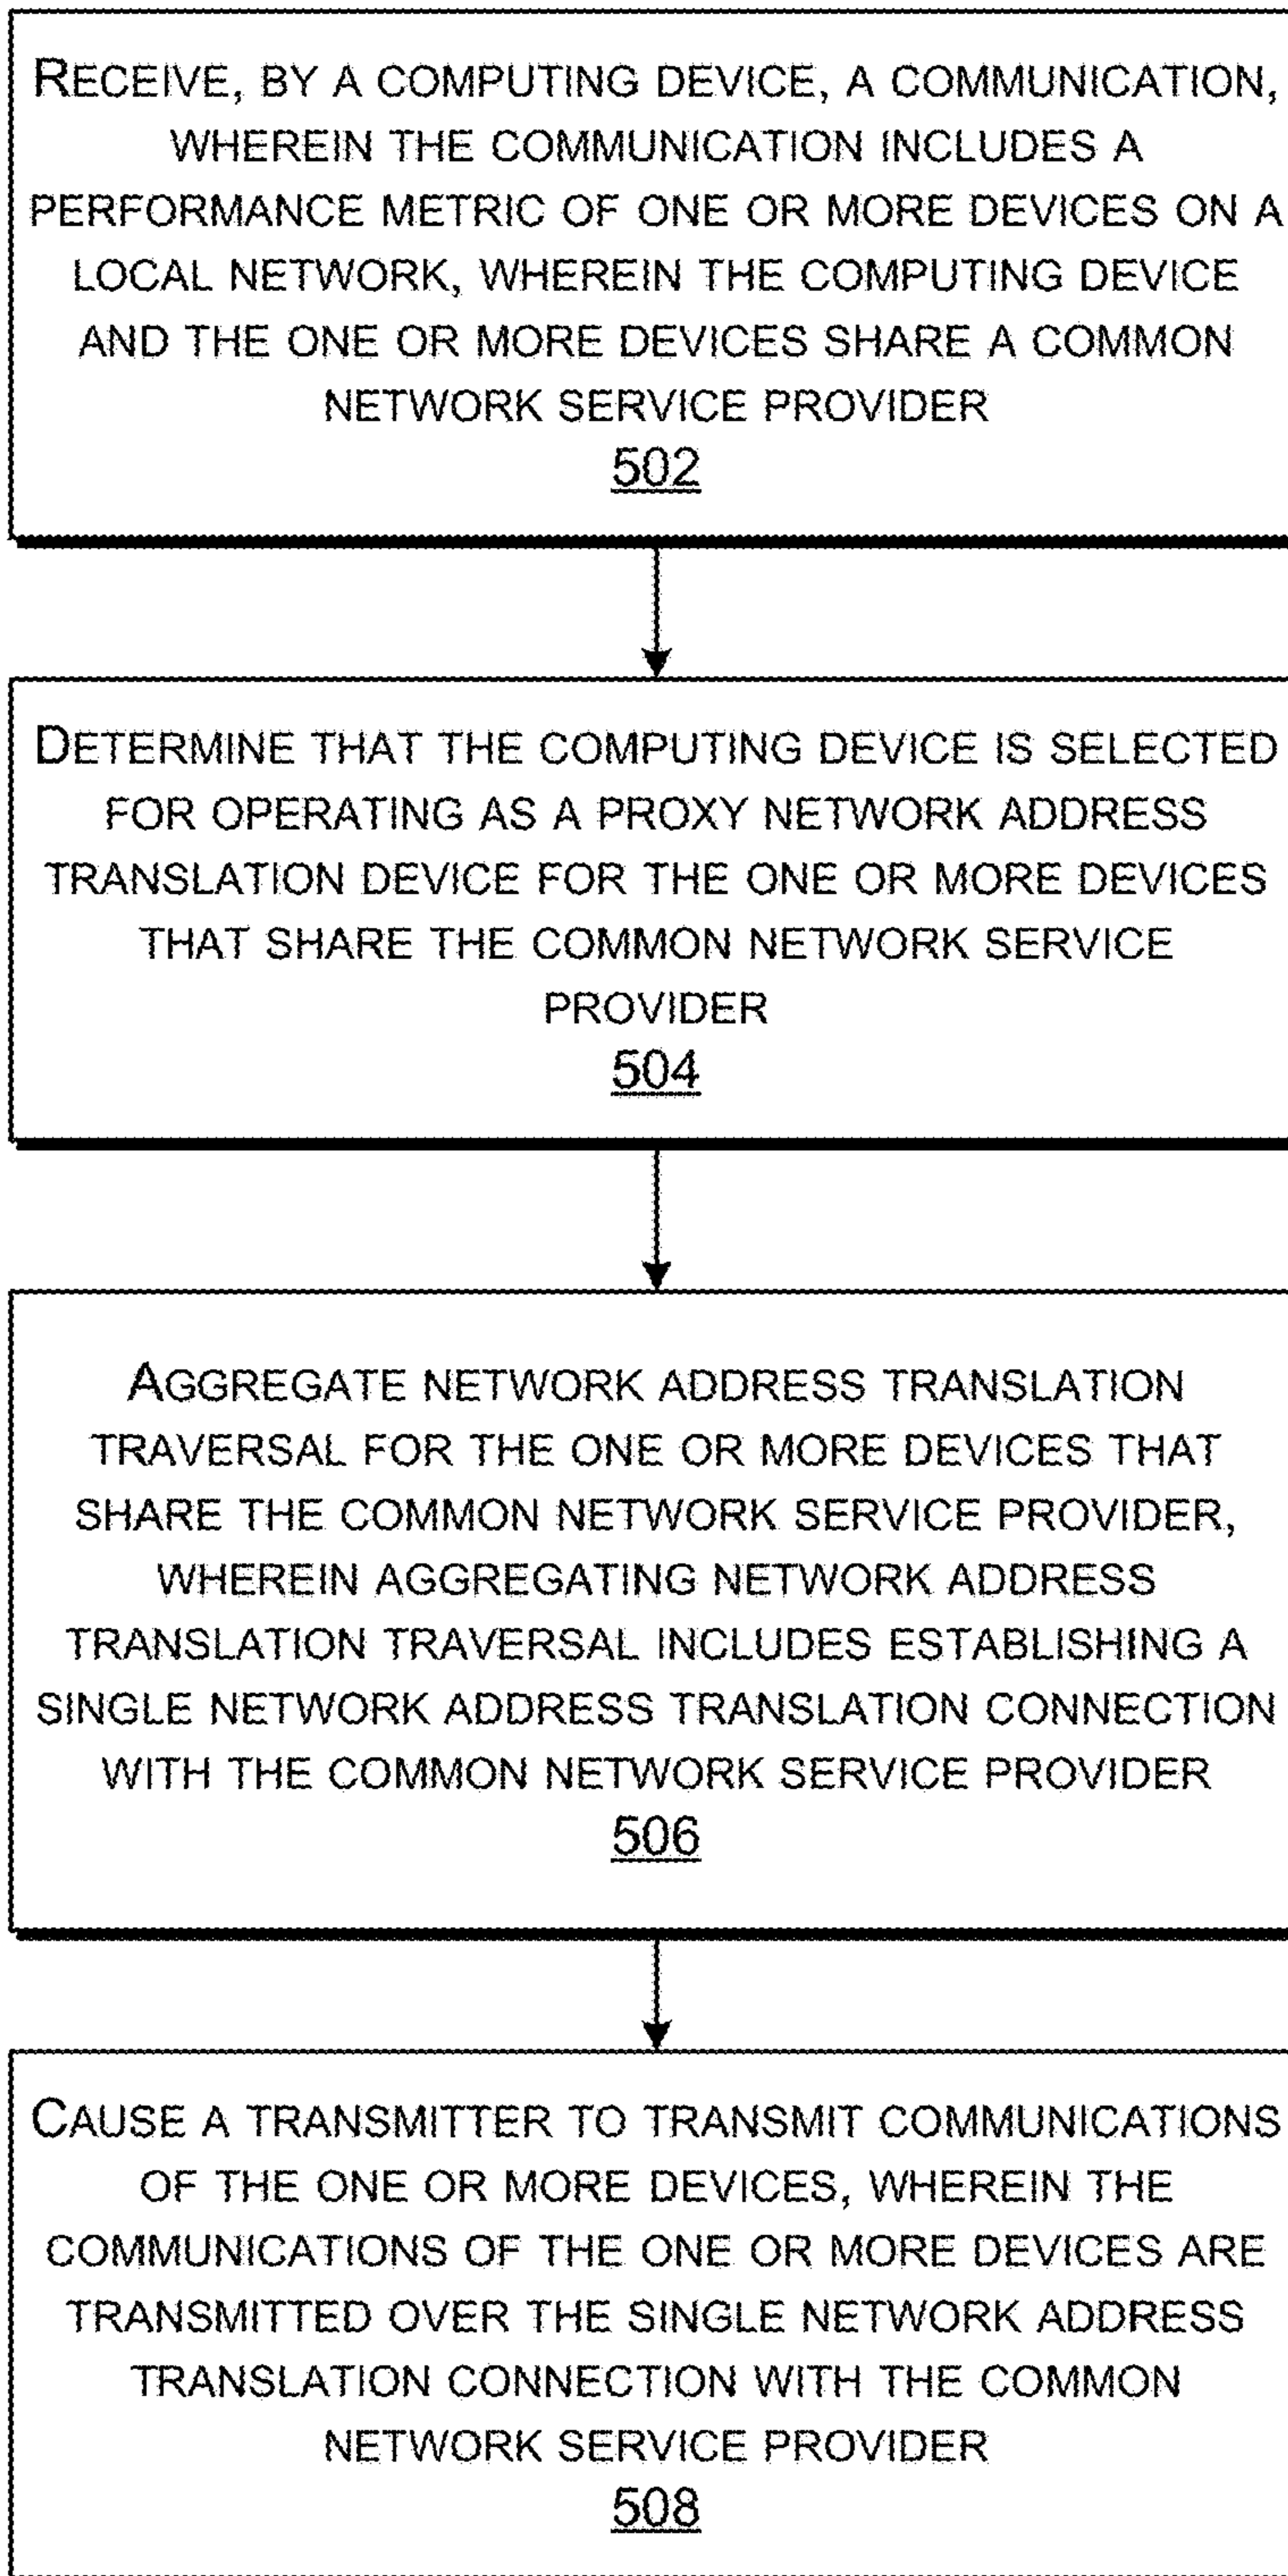 RECEIVE, BY A COMPUTING DEVICE, A COMMUNICATION,
WHEREIN THE COMMUNICATION INCLUDES A
PERFORMANCE METRIC OF ONE OR MORE DEVICES ON A
LOCAL NETWORK, WHEREIN THE COMPUTING DEVICE
AND THE ONE OR MORE DEVICES SHARE A COMMON
NETWORK SERVICE PROVIDER
502
DETERMINE THAT THE COMPUTING DEVICE IS SELECTED
FOR OPERATING AS A PROXY NETWORK ADDRESS
TRANSLATION DEVICE FOR THE ONE OR MORE DEVICES
THAT SHARE THE COMMON NETWORK SERVICE
PROVIDER
504
AGGREGATE NETWORK ADDRESS TRANSLATION
TRAVERSAL FOR THE ONE OR MORE DEVICES THAT
SHARE THE COMMON NETWORK SERVICE PROVIDER,
WHEREIN AGGREGATING NETWORK ADDRESS
TRANSLATION TRAVERSAL INCLUDES ESTABLISHING A
SINGLE NETWORK ADDRESS TRANSLATION CONNECTION
WITH THE COMMON NETWORK SERVICE PROVIDER
506
CAUSE A TRANSMITTER TO TRANSMIT COMMUNICATIONS
OF THE ONE OR MORE DEVICES, WHEREIN THE
COMMUNICATIONS OF THE ONE OR MORE DEVICES ARE
TRANSMITTED OVER THE SINGLE NETWORK ADDRESS
TRANSLATION CONNECTION WITH THE COMMON
NETWORK SERVICE PROVIDER
508